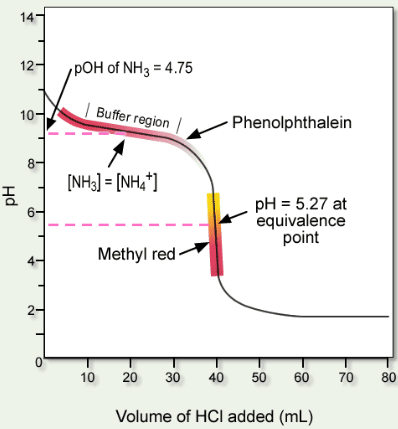 14
12
10
8
6
4
2
0
pH
pOH of NH₃ = 4.75
Buffer region
Phenolphthalein
[NH₃] = [NH₄⁺]
pH = 5.27 at
equivalence
point
Methyl red
10 20 30 40 50 60 70 80
Volume of HCl added (mL)